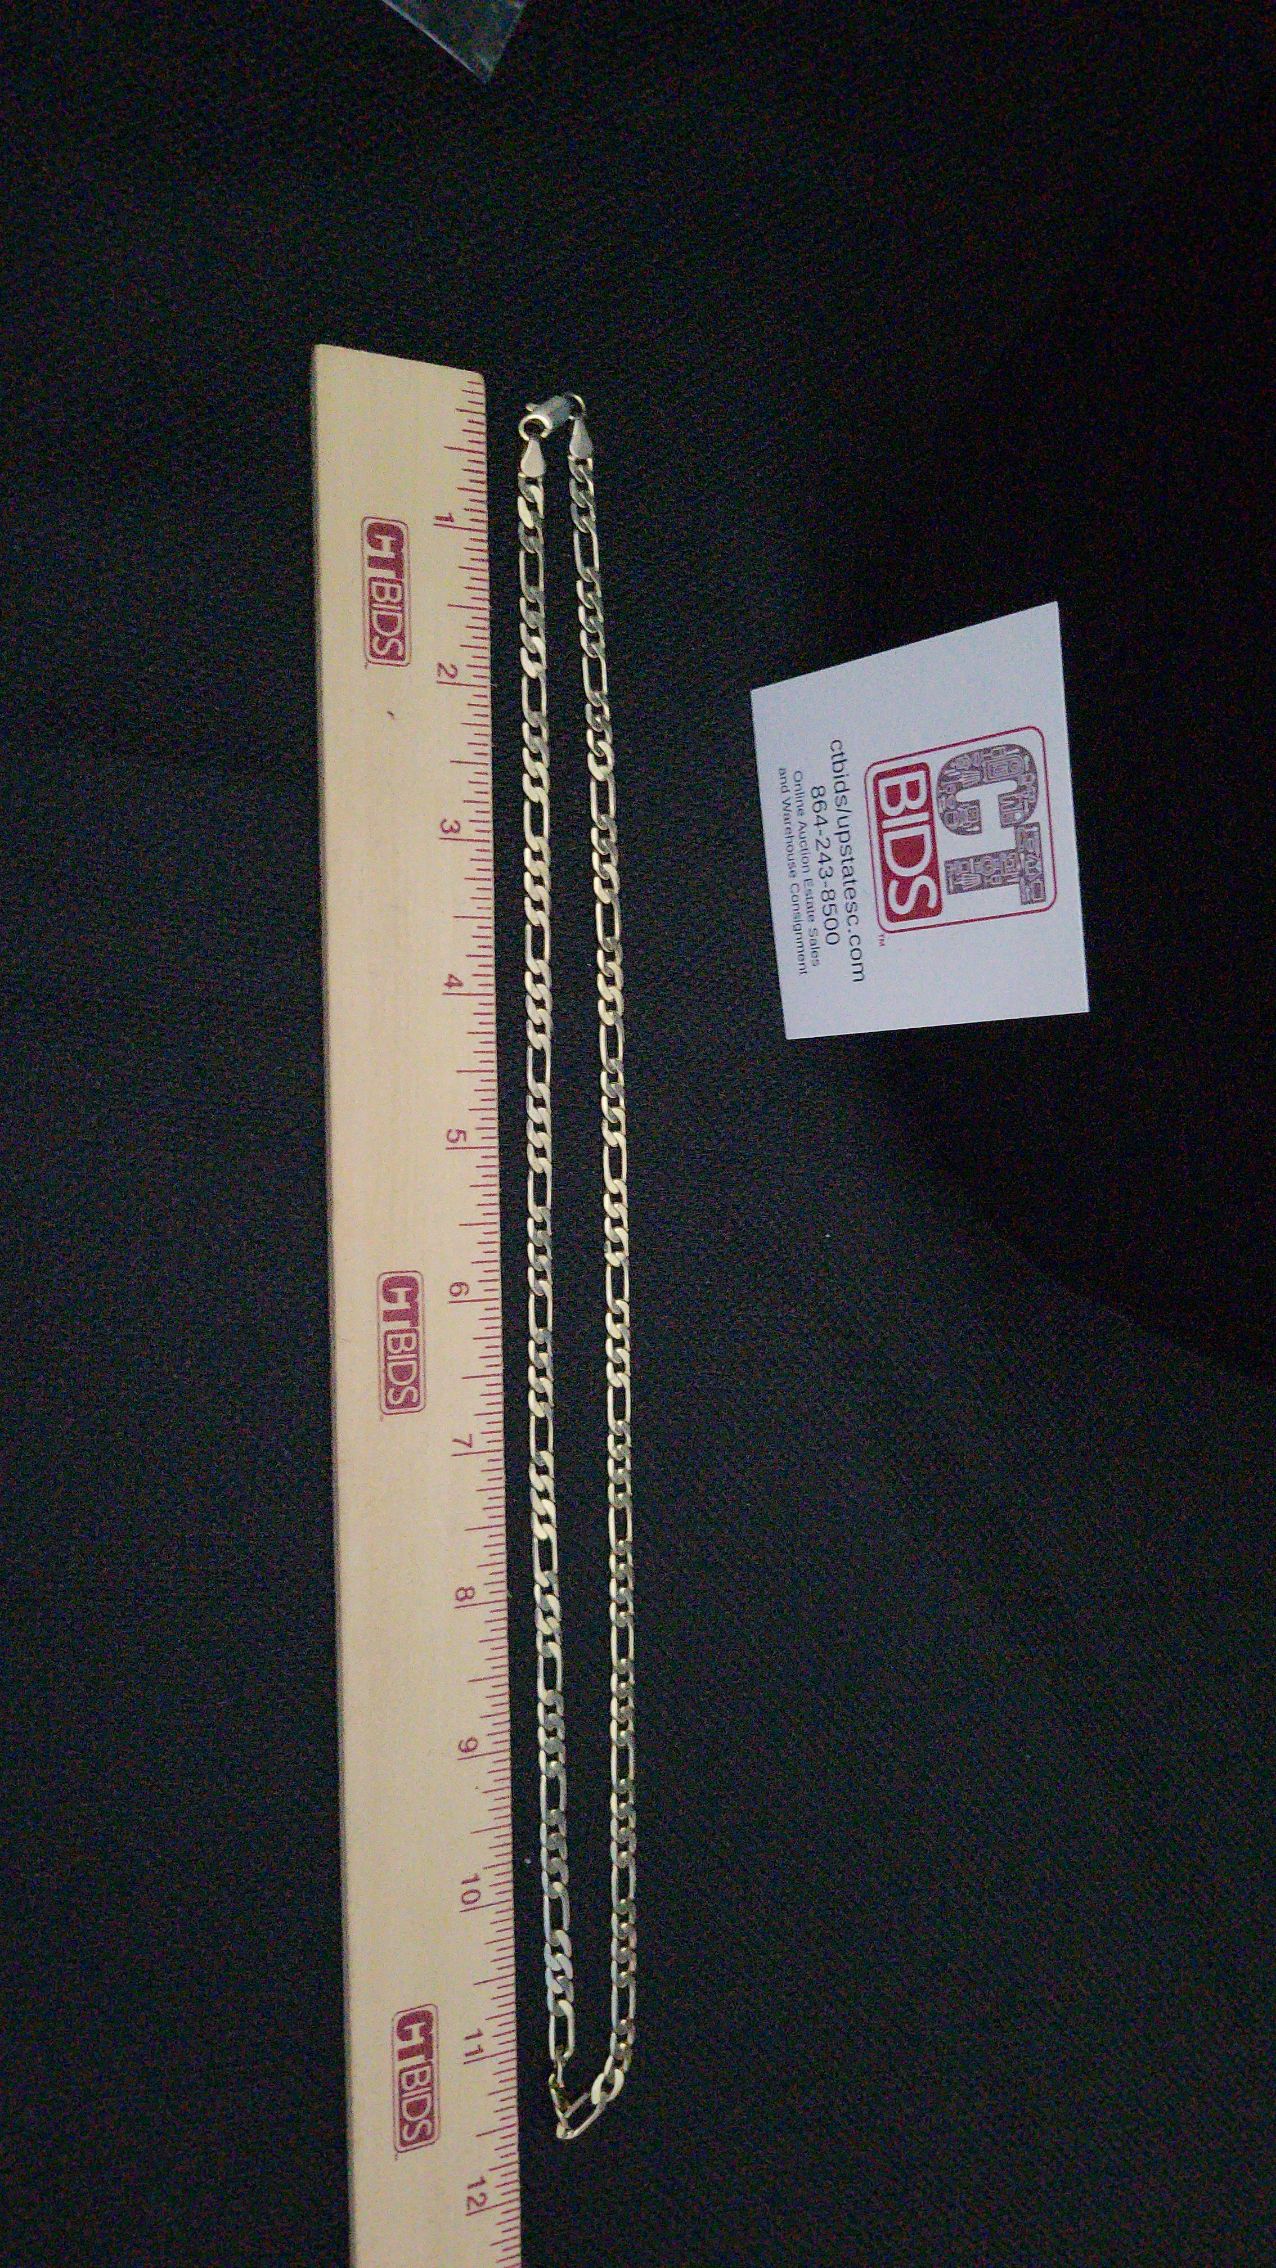 1 2 3 4 5 6 7 8 9 10 11 12
CTBIDS
CTBIDS
CTBIDS
CT
BIDS™
ctbids/upstatesc.com
864-243-8500
Online Auction Estate Sales
and Warehouse Consignment